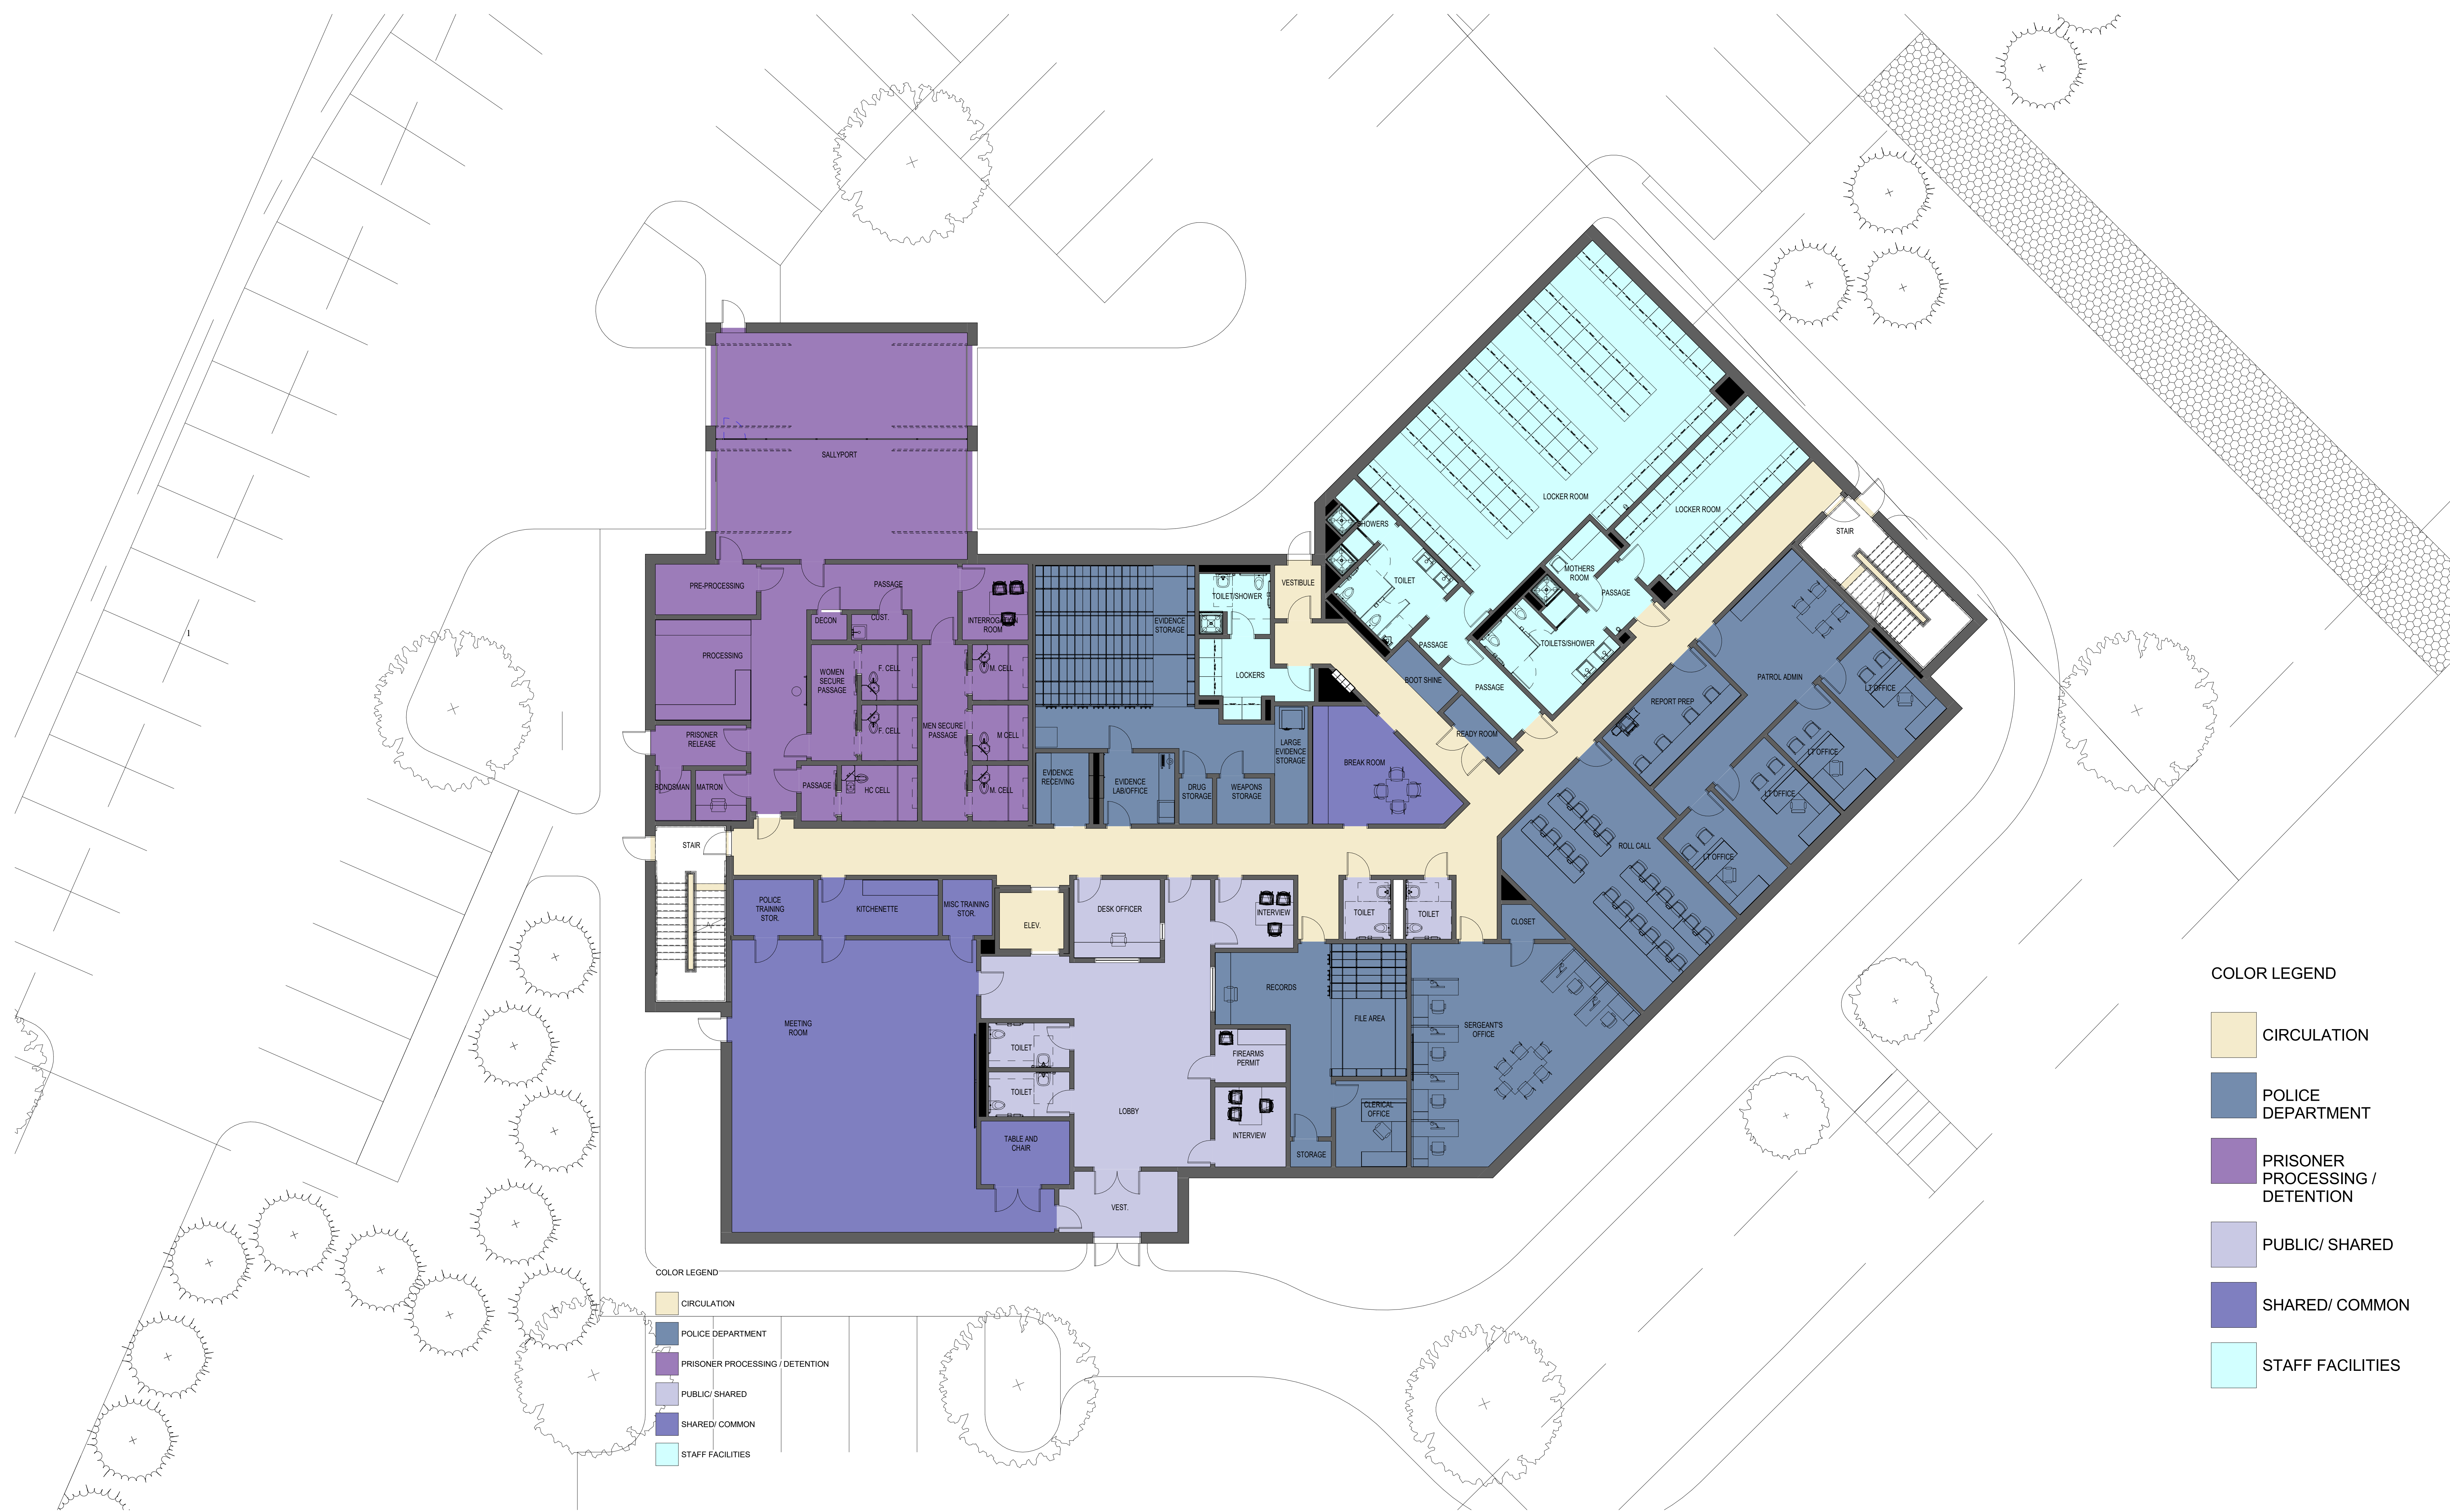 SALLYPORT
LOCKER ROOM
LOCKER ROOM
SHOWERS
STAIR
PRE-PROCESSING
PASSAGE
VESTIBULE
TOILET
MOTHERS
ROOM
PASSAGE
TOILET/SHOWER
DECON
CUST.
INTERROGATION
ROOM
EVIDENCE
STORAGE
1
PROCESSING
WOMEN
SECURE
PASSAGE
F. CELL
M. CELL
LOCKERS
PASSAGE
TOILETS/SHOWER
BOOT SHINE
PASSAGE
PATROL ADMIN
LT OFFICE
REPORT PREP
PRISONER
RELEASE
F. CELL
MEN SECURE
PASSAGE
M CELL
LARGE
EVIDENCE
STORAGE
READY ROOM
LT OFFICE
BREAK ROOM
EVIDENCE
RECEIVING
EVIDENCE
LAB/OFFICE
DRUG
STORAGE
WEAPONS
STORAGE
BONDSMAN
MATRON
PASSAGE
HC CELL
M. CELL
LT OFFICE
STAIR
ROLL CALL
LT OFFICE
POLICE
TRAINING
STOR.
KITCHENETTE
MISC TRAINING
STOR.
ELEV.
DESK OFFICER
INTERVIEW
TOILET
TOILET
CLOSET
RECORDS
FILE AREA
SERGEANT'S
OFFICE
MEETING
ROOM
TOILET
FIREARMS
PERMIT
TOILET
LOBBY
CLERICAL
OFFICE
TABLE AND
CHAIR
INTERVIEW
STORAGE
VEST.
COLOR LEGEND
CIRCULATION
POLICE DEPARTMENT
PRISONER PROCESSING / DETENTION
PUBLIC/ SHARED
SHARED/ COMMON
STAFF FACILITIES
COLOR LEGEND
CIRCULATION
POLICE
DEPARTMENT
PRISONER
PROCESSING /
DETENTION
PUBLIC/ SHARED
SHARED/ COMMON
STAFF FACILITIES